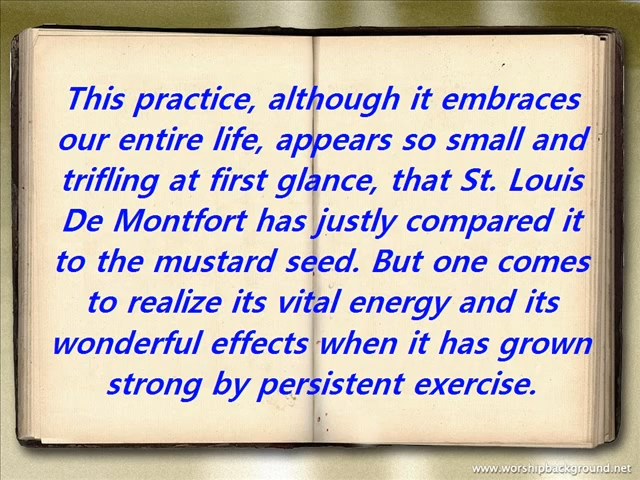 This practice, although it embraces
our entire life, appears so small and
trifling at first glance, that St. Louis
De Montfort has justly compared it
to the mustard seed. But one comes
to realize its vital energy and its
wonderful effects when it has grown
strong by persistent exercise.
www.worshipbackground.net